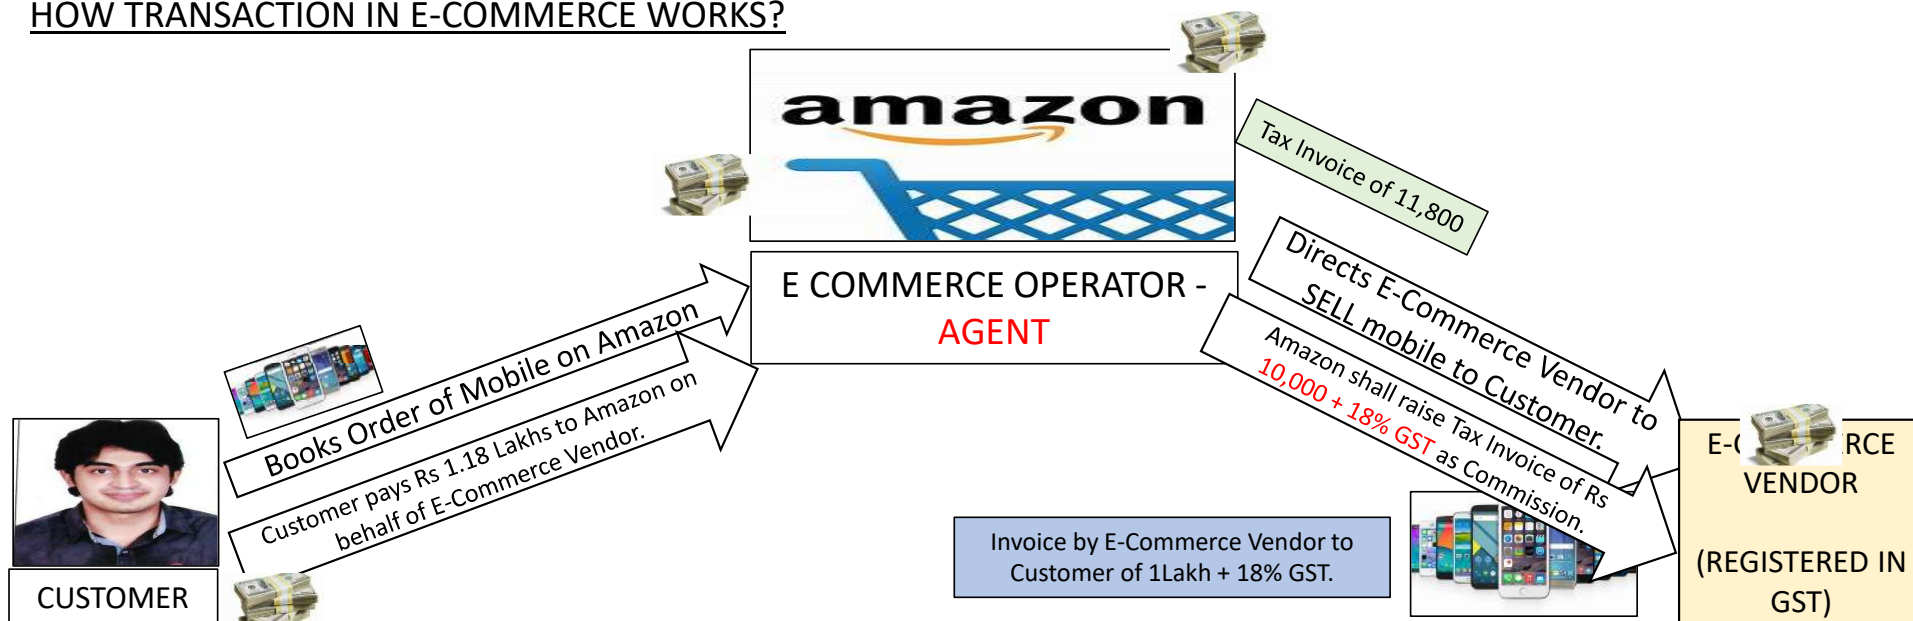 HOW TRANSACTION IN E-COMMERCE WORKS?
amazon
Tax Invoice of 11,800
E COMMERCE OPERATOR -
AGENT
Directs E-Commerce Vendor to
SELL mobile to Customer.
Amazon shall raise Tax Invoice of Rs
10,000 + 18% GST as Commission.
Books Order of Mobile on Amazon
Customer pays Rs 1.18 Lakhs to Amazon on
behalf of E-Commerce Vendor.
CUSTOMER
Invoice by E-Commerce Vendor to
Customer of 1Lakh + 18% GST.
VENDOR
(REGISTERED IN
GST)